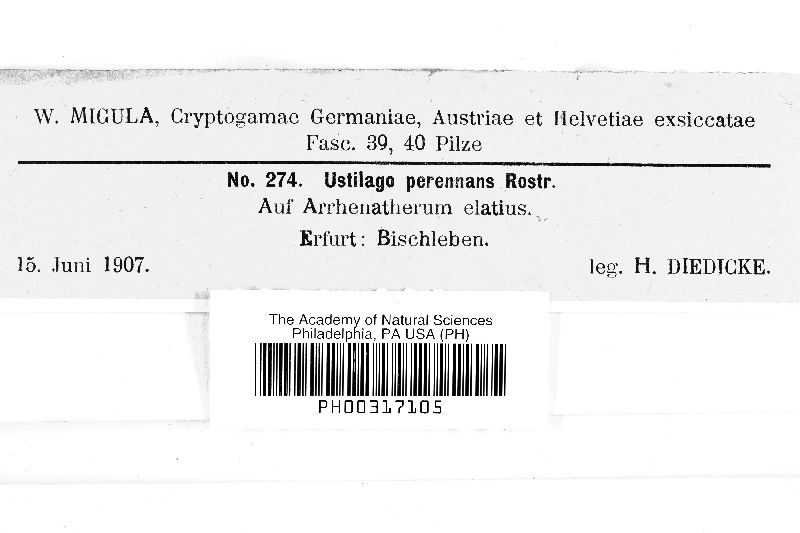 W. MIGULA, Cryptogamae Germaniae, Austriae et Helvetiae exsiccatae
Fasc. 39, 40 Pilze
No. 274. Ustilago perennans Rostr.
Auf Arrhenatherum elatius.
Erfurt: Bischleben.
15. Juni 1907. leg. H. DIEDICKE.
The Academy of Natural Sciences
Philadelphia, PA USA (PH)
PH00317105